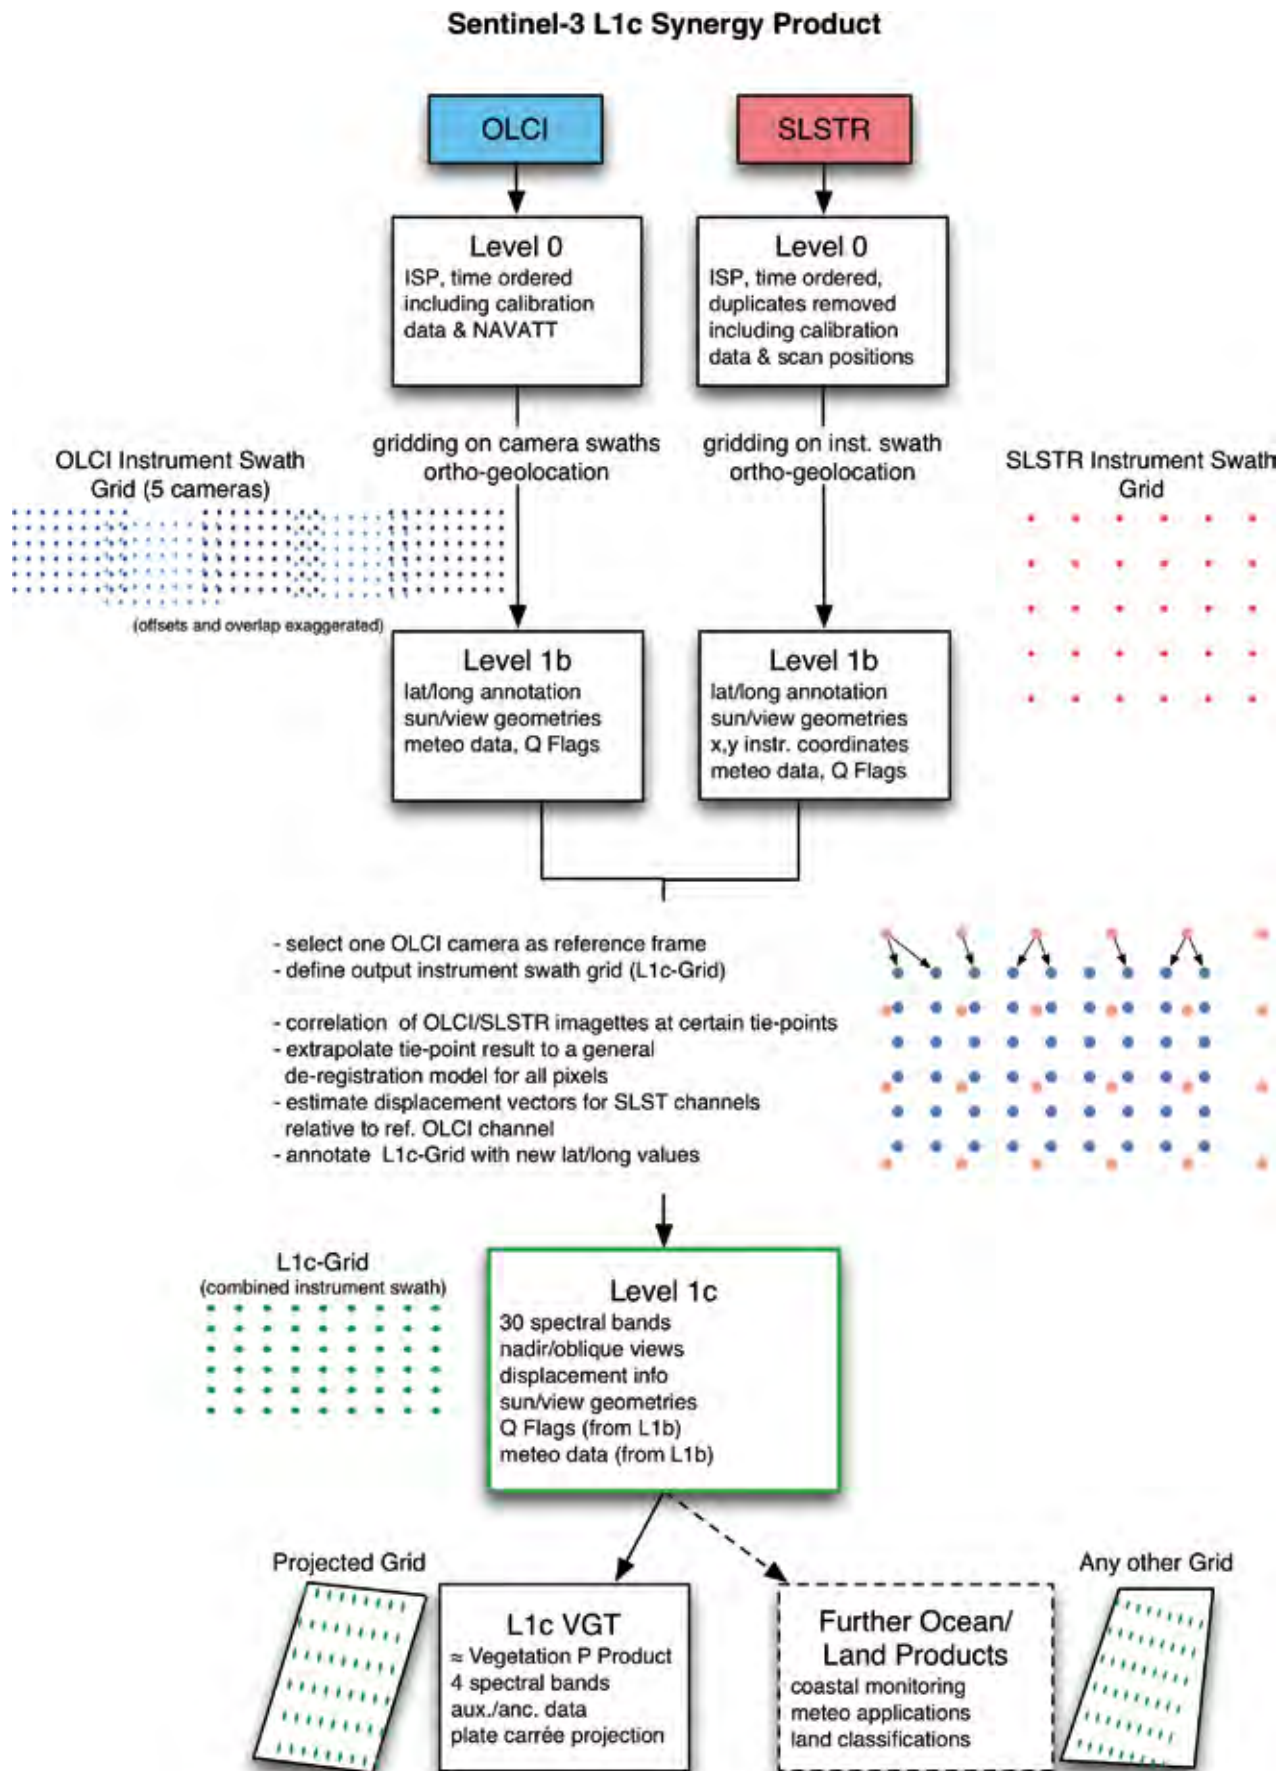 Sentinel-3 L1c Synergy Product
OLCI
SLSTR
Level 0
ISP, time ordered
including calibration
data & NAVATT
Level 0
ISP, time ordered,
duplicates removed
including calibration
data & scan positions
gridding on camera swaths
ortho-geolocation
gridding on inst. swath
ortho-geolocation
OLCI Instrument Swath
Grid (5 cameras)
(offsets and overlap exaggerated)
SLSTR Instrument Swath
Grid
Level 1b
lat/long annotation
sun/view geometries
meteo data, Q Flags
Level 1b
lat/long annotation
sun/view geometries
x,y instr. coordinates
meteo data, Q Flags
- select one OLCI camera as reference frame
- define output instrument swath grid (L1c-Grid)
- correlation of OLCI/SLSTR imagettes at certain tie-points
- extrapolate tie-point result to a general
de-registration model for all pixels
- estimate displacement vectors for SLST channels
relative to ref. OLCI channel
- annotate L1c-Grid with new lat/long values
L1c-Grid
(combined instrument swath)
Level 1c
30 spectral bands
nadir/oblique views
displacement info
sun/view geometries
Q Flags (from L1b)
meteo data (from L1b)
Projected Grid
L1c VGT
≈ Vegetation P Product
4 spectral bands
aux./anc. data
plate carrée projection
Further Ocean/
Land Products
coastal monitoring
meteo applications
land classifications
Any other Grid